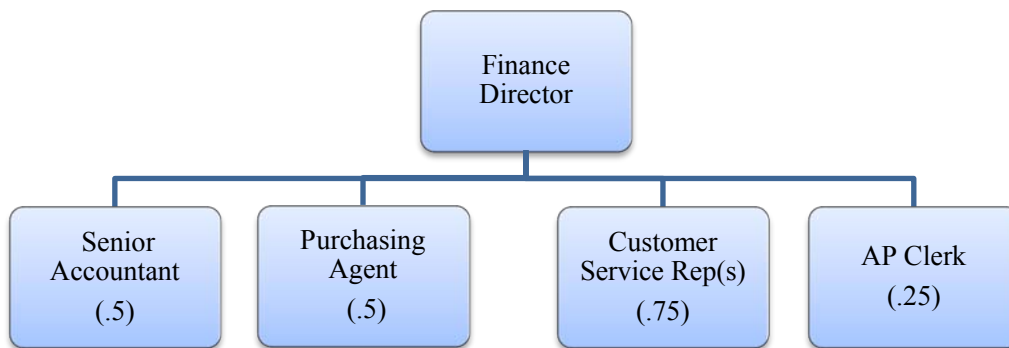 Finance
Director
Senior
Accountant
(.5)
Purchasing
Agent
(.5)
Customer
Service Rep(s)
(.75)
AP Clerk
(.25)